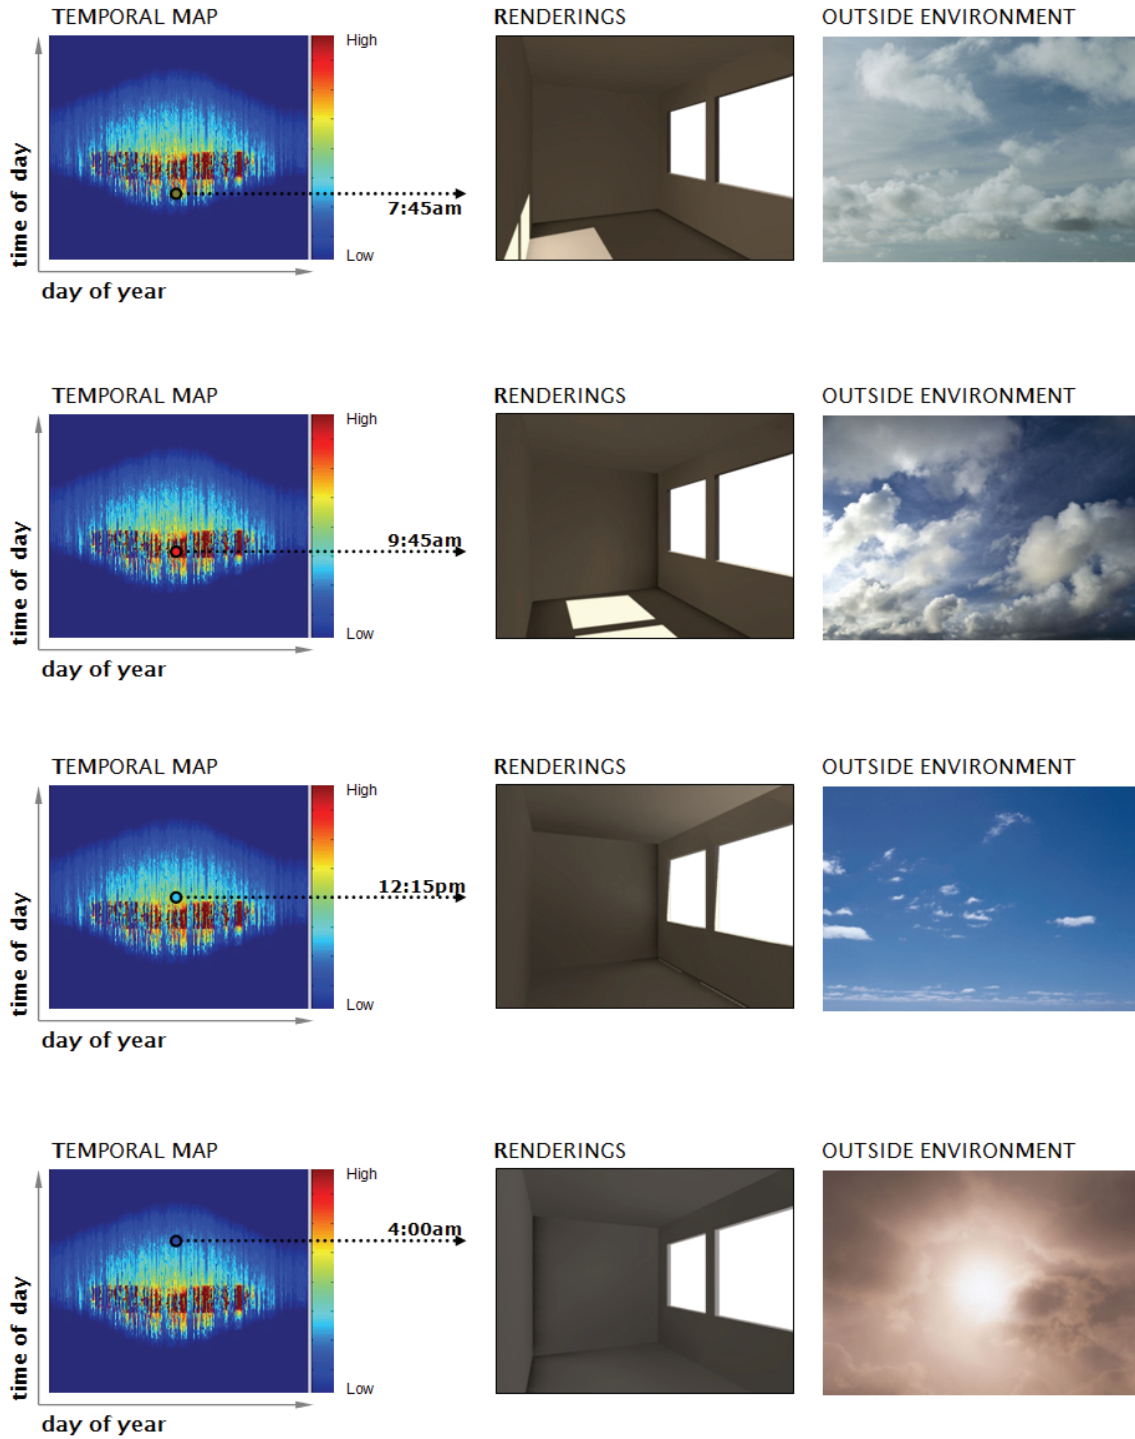 TEMPORAL MAP
RENDERINGS
OUTSIDE ENVIRONMENT
High
time of day
7:45am
Low
day of year
TEMPORAL MAP
RENDERINGS
OUTSIDE ENVIRONMENT
High
time of day
9:45am
Low
day of year
TEMPORAL MAP
RENDERINGS
OUTSIDE ENVIRONMENT
High
time of day
12:15pm
Low
day of year
TEMPORAL MAP
RENDERINGS
OUTSIDE ENVIRONMENT
High
time of day
4:00am
Low
day of year